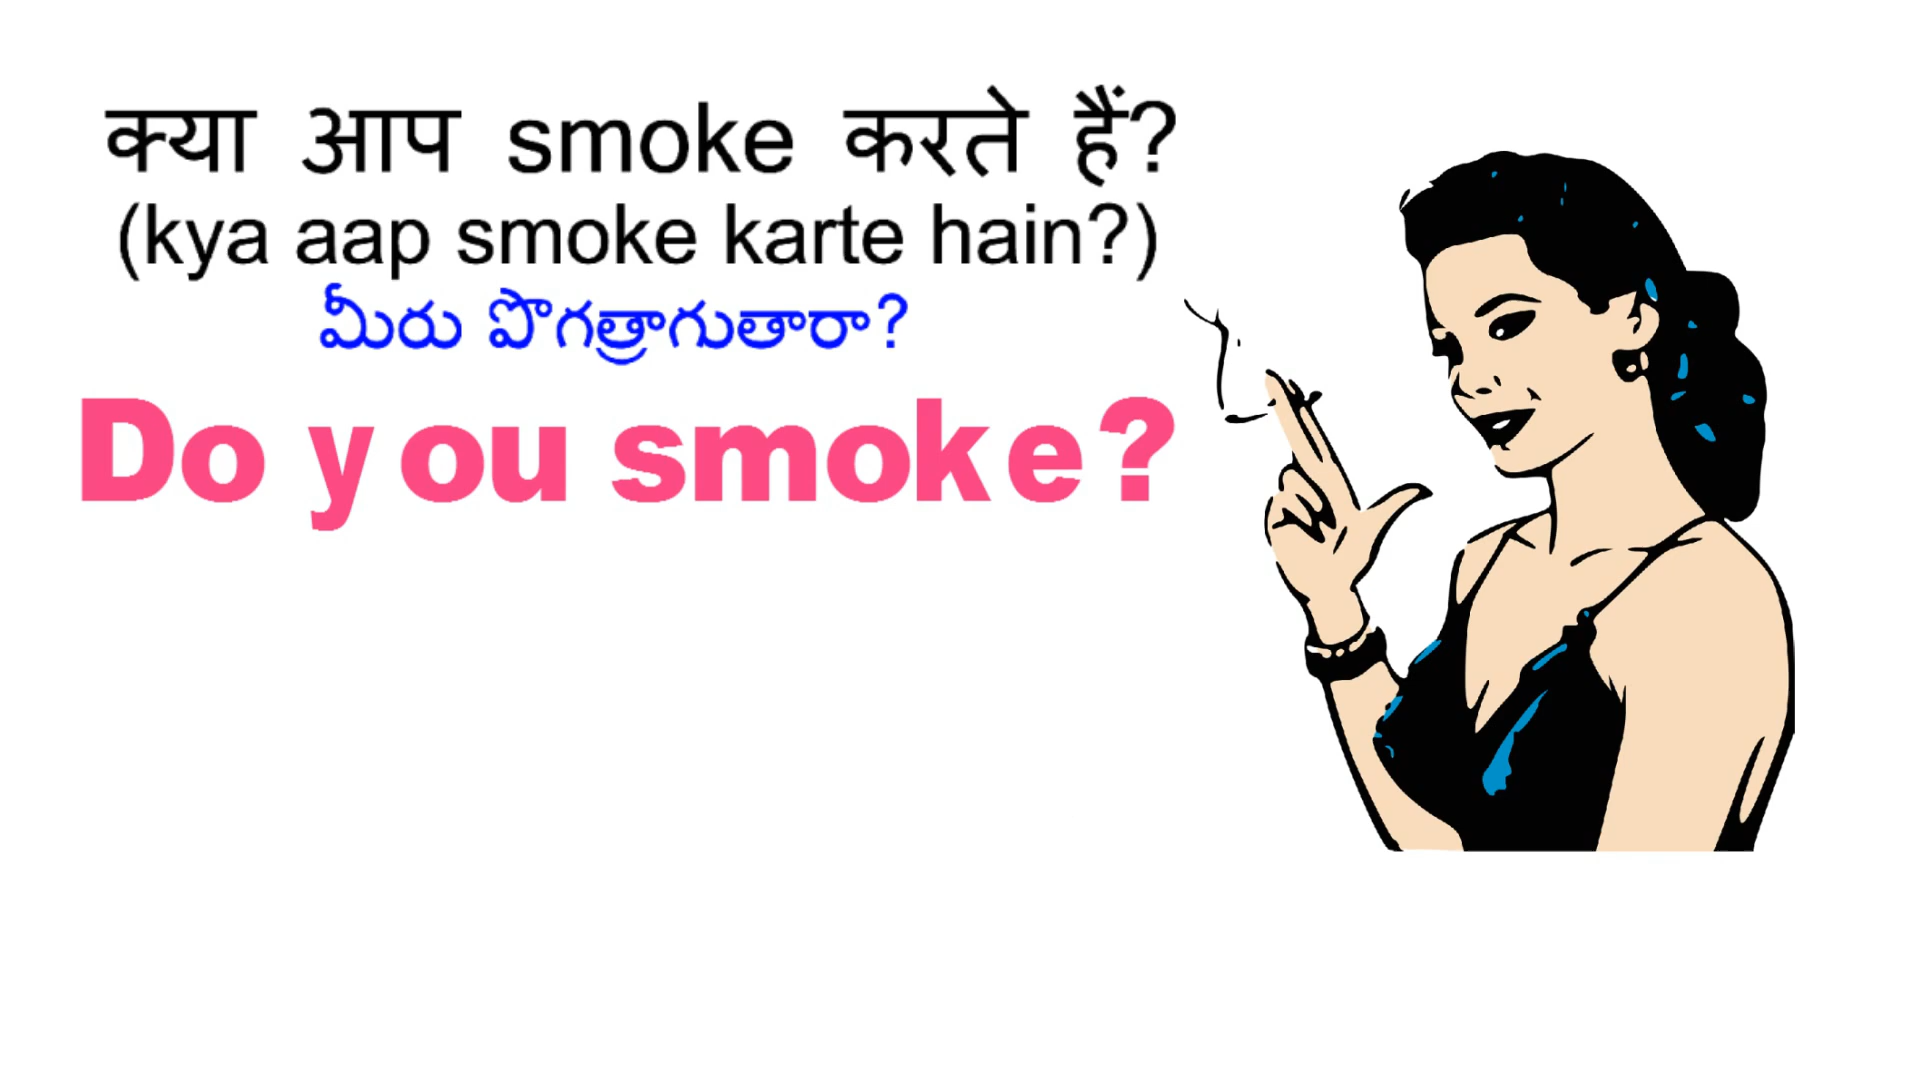 क्या आप smoke करते हैं?
(kya aap smoke karte hain?)
మీరు పొగత్రాగుతారా?
Do you smoke?